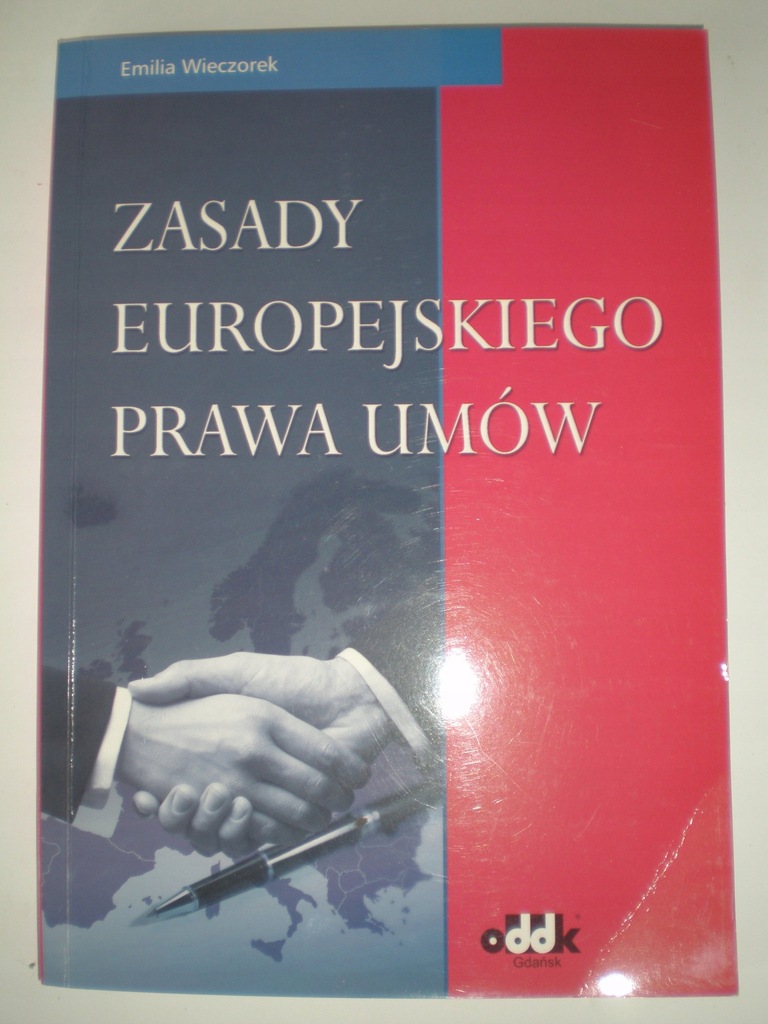 Emilia Wieczorek
ZASADY
EUROPEJSKIEGO
PRAWA UMÓW
oddk®
Gdańsk